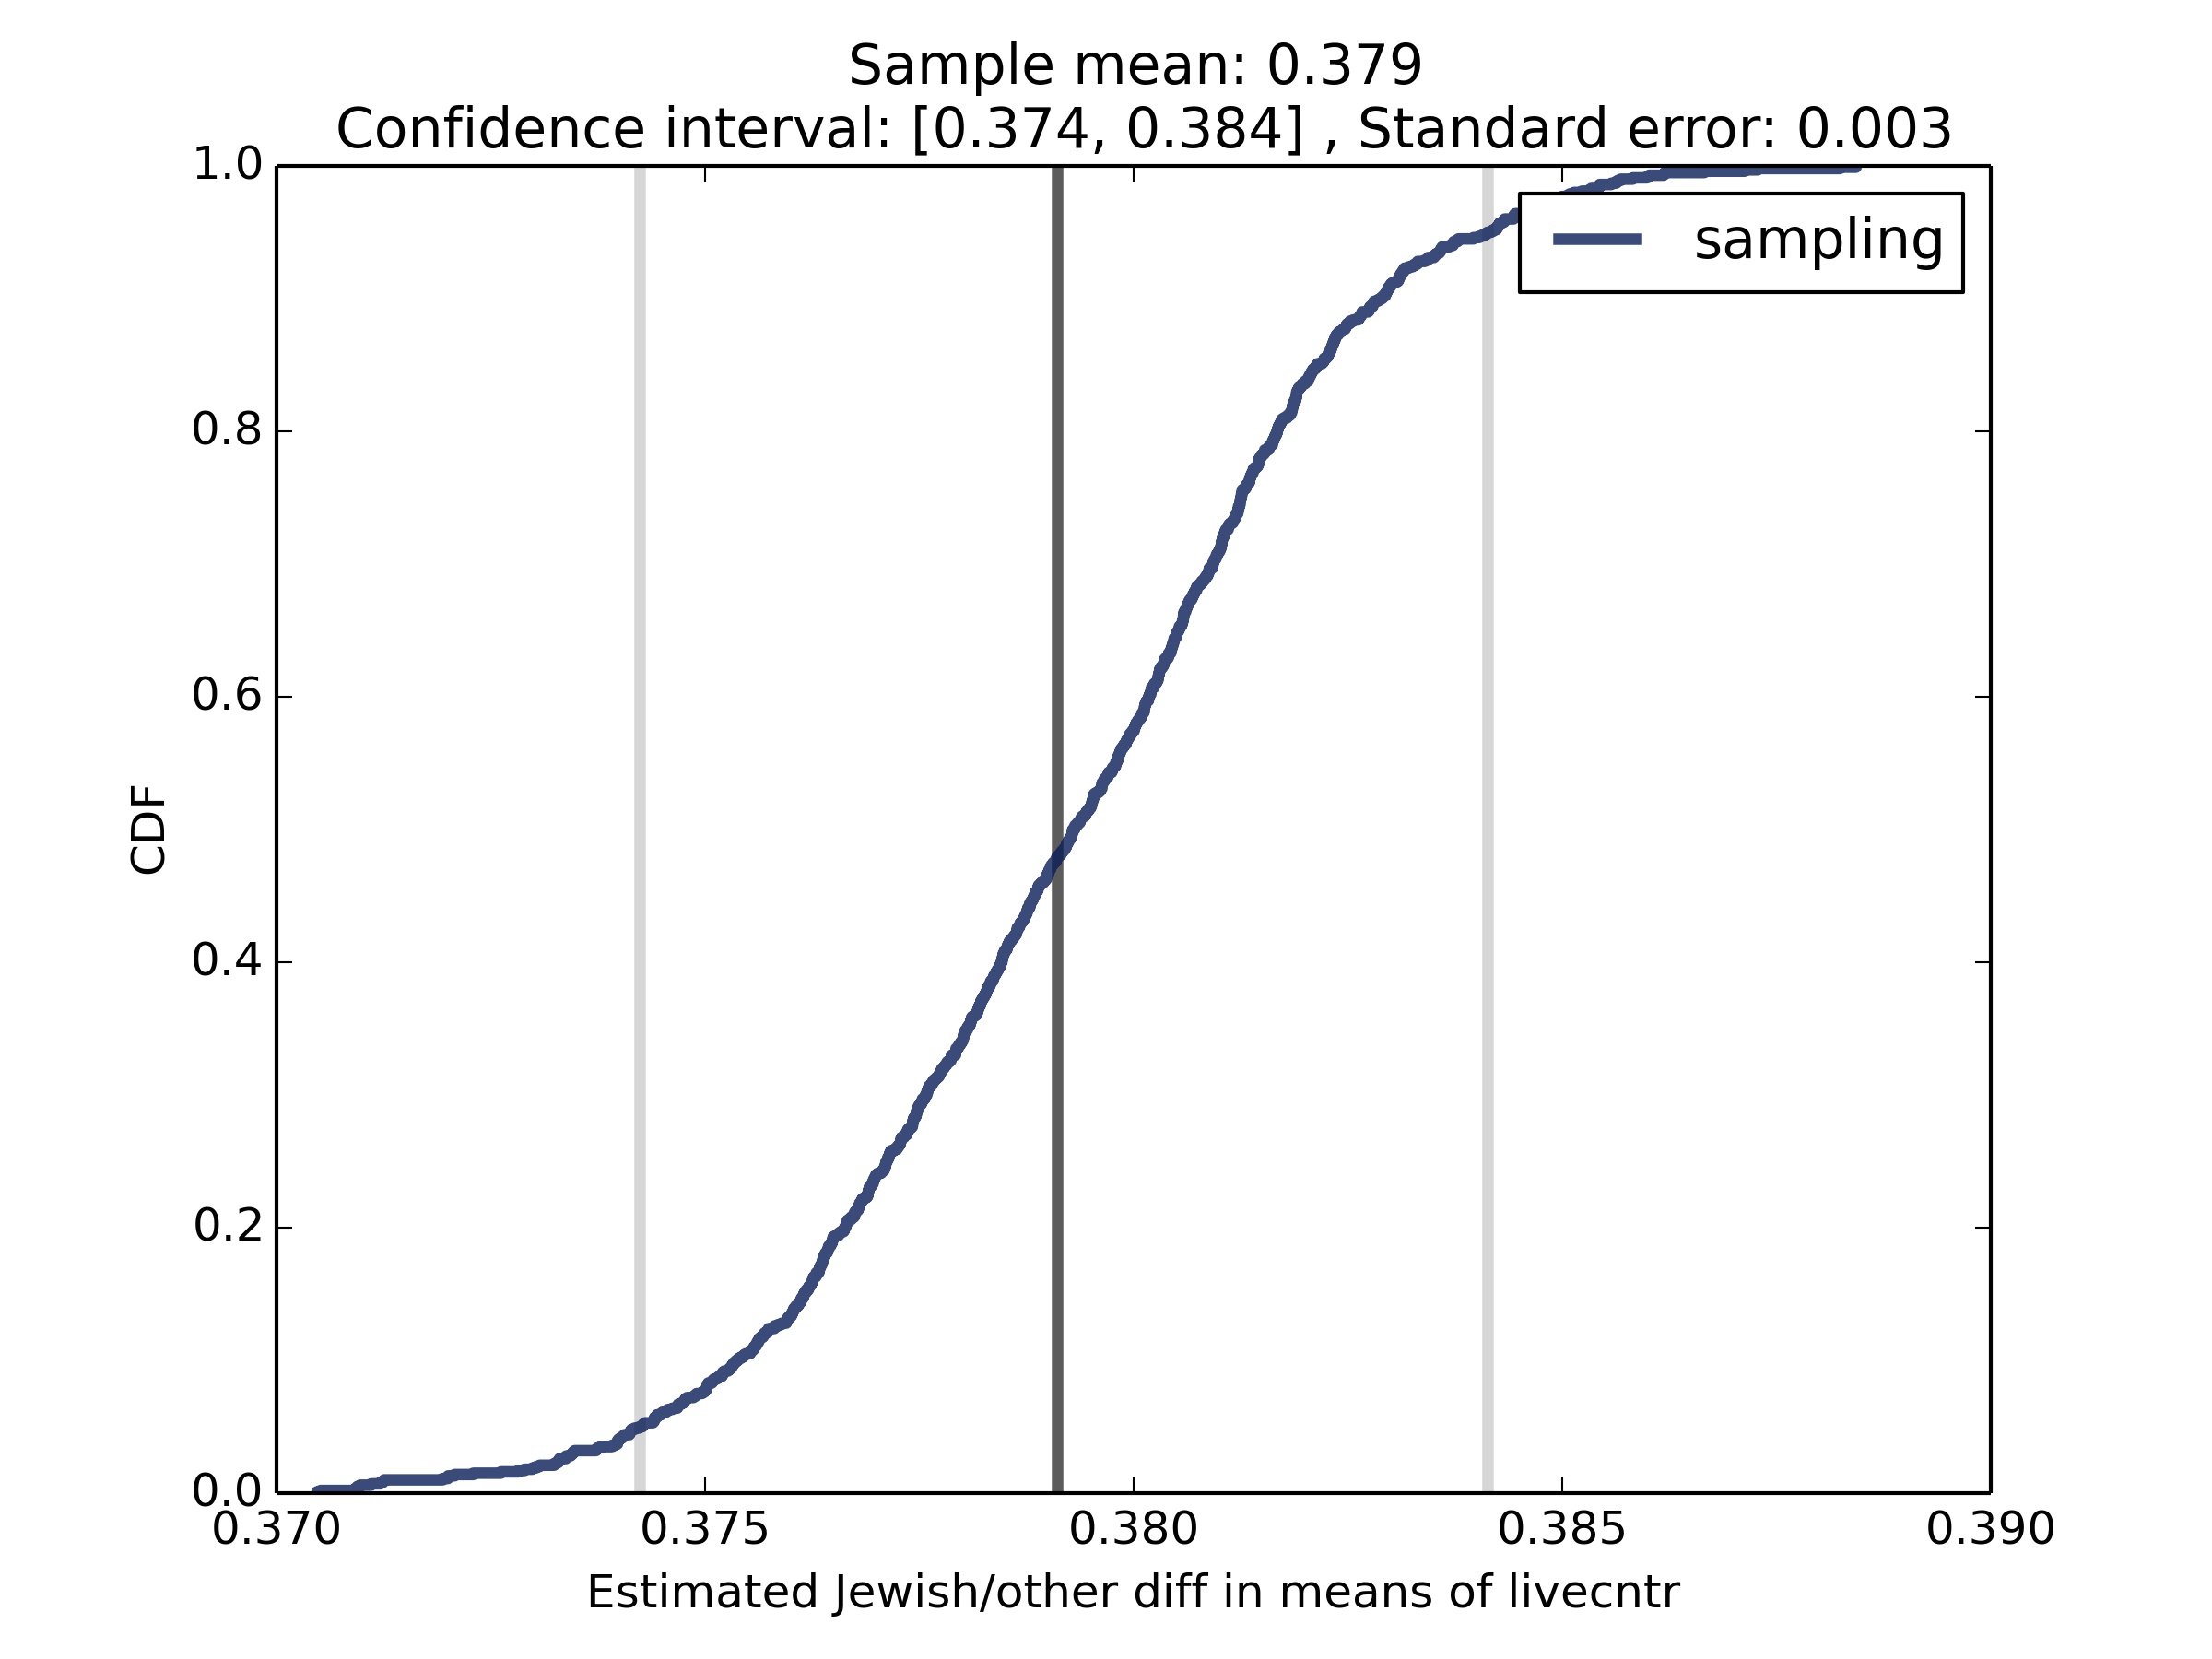 Sample mean: 0.379
Confidence interval: [0.374, 0.384] , Standard error: 0.003
1.0
0.8
0.6
0.4
0.2
0.0
CDF
sampling
0.370 0.375 0.380 0.385 0.390
Estimated Jewish/other diff in means of livecntr